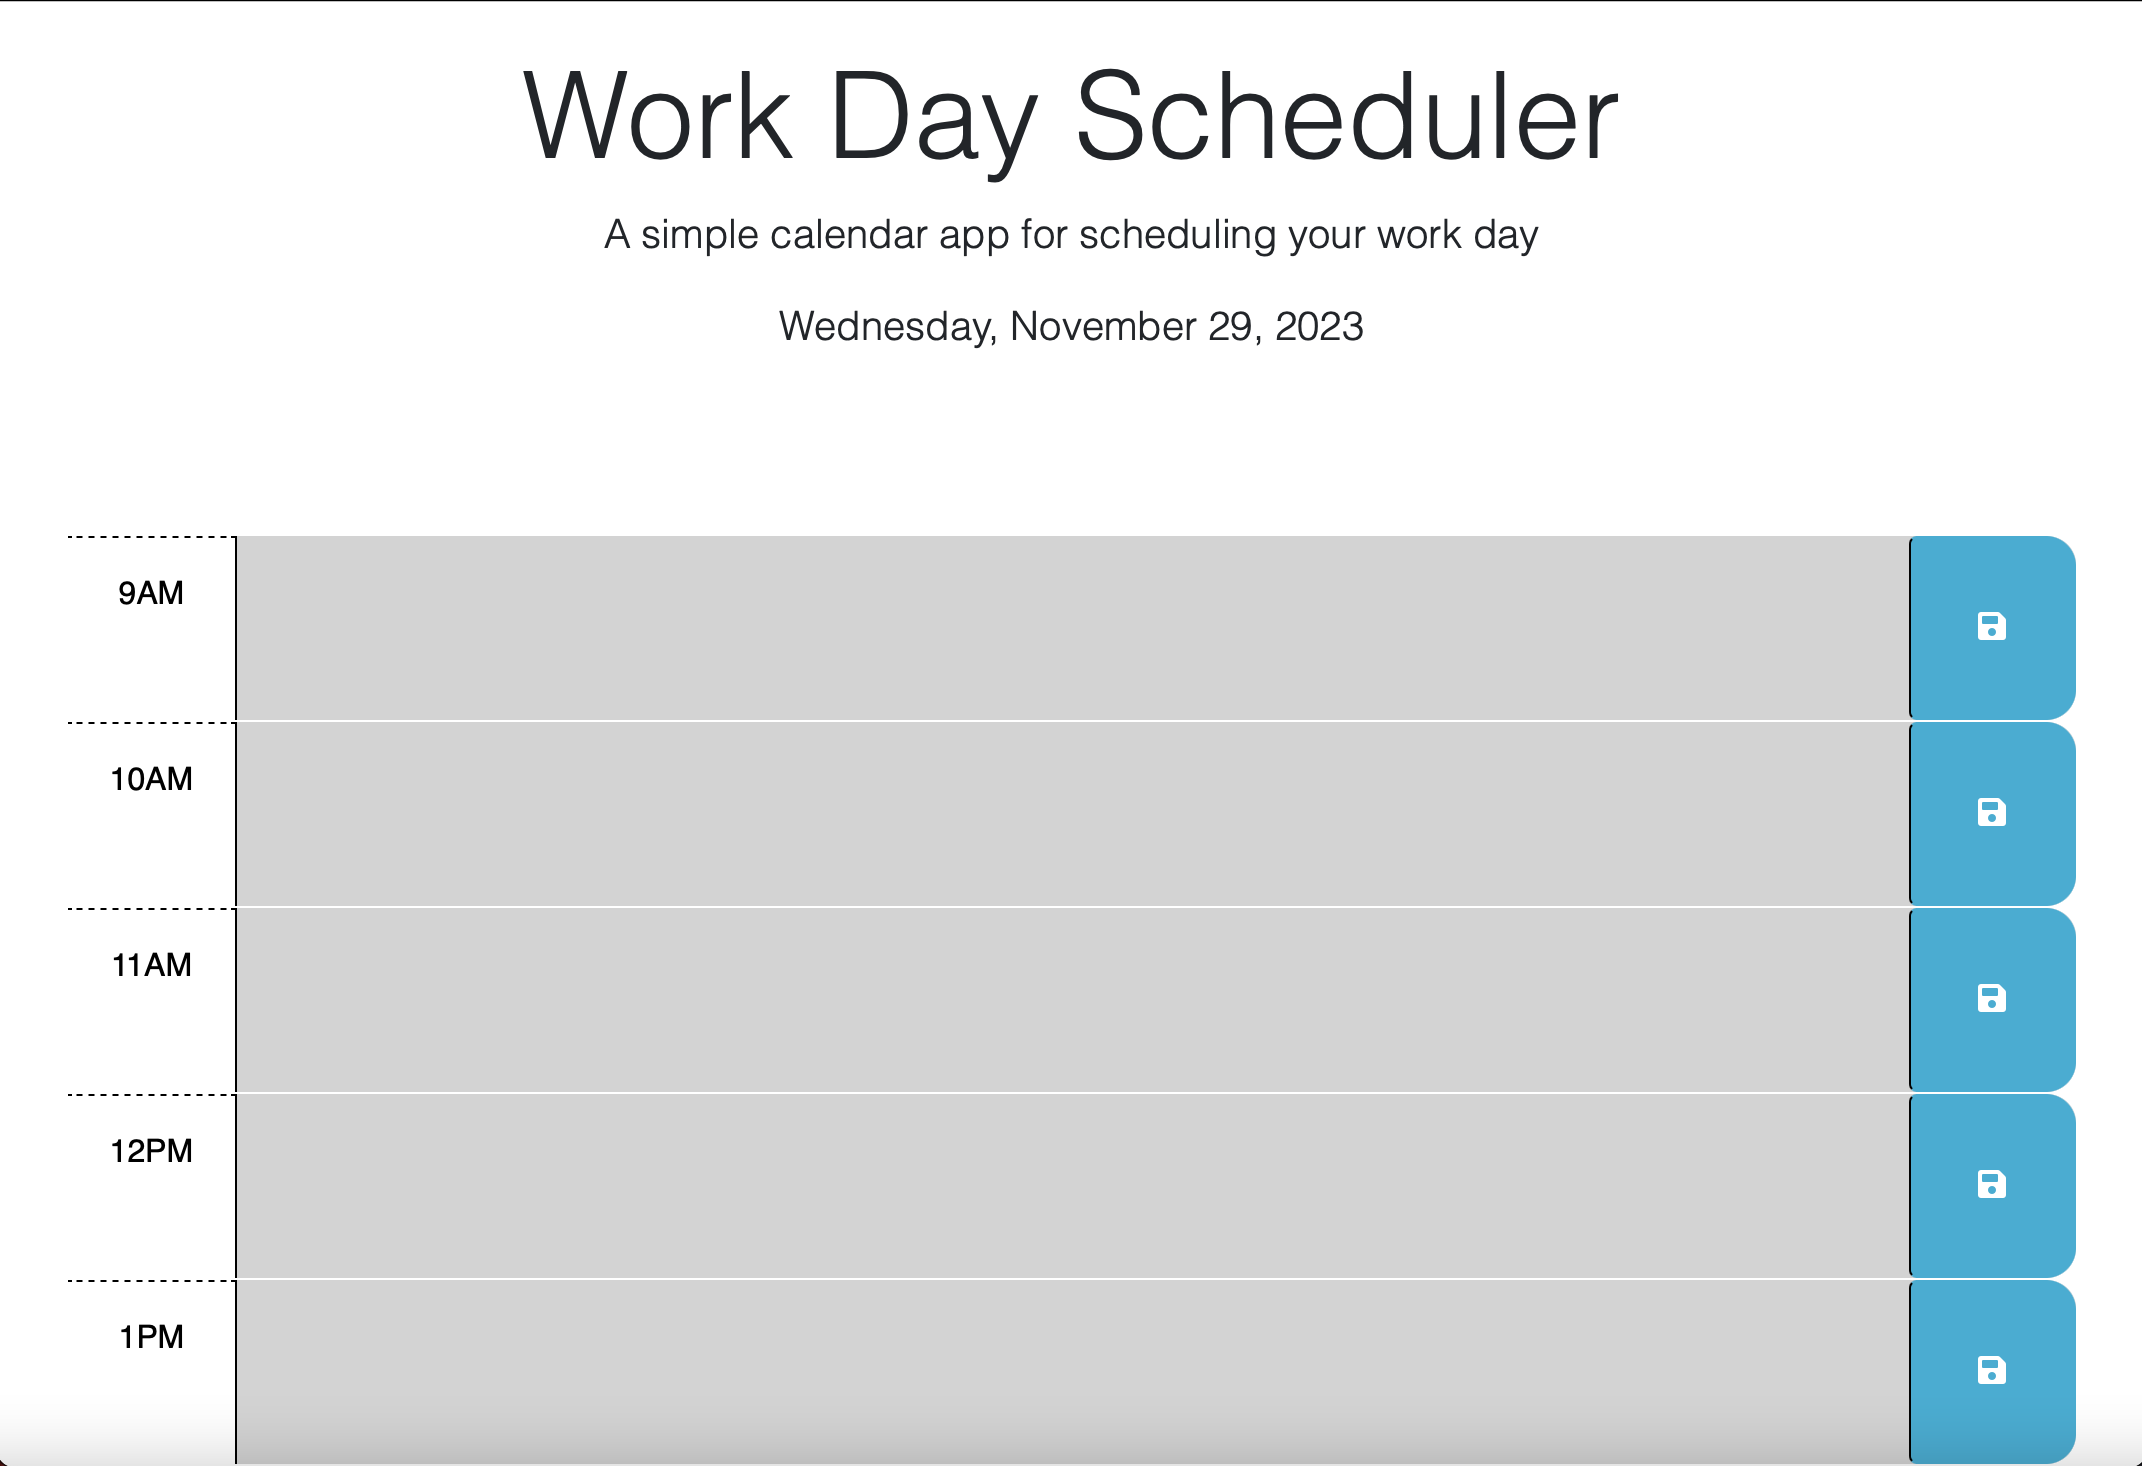 Work Day Scheduler
A simple calendar app for scheduling your work day
Wednesday, November 29, 2023
9AM
10AM
11AM
12PM
1PM